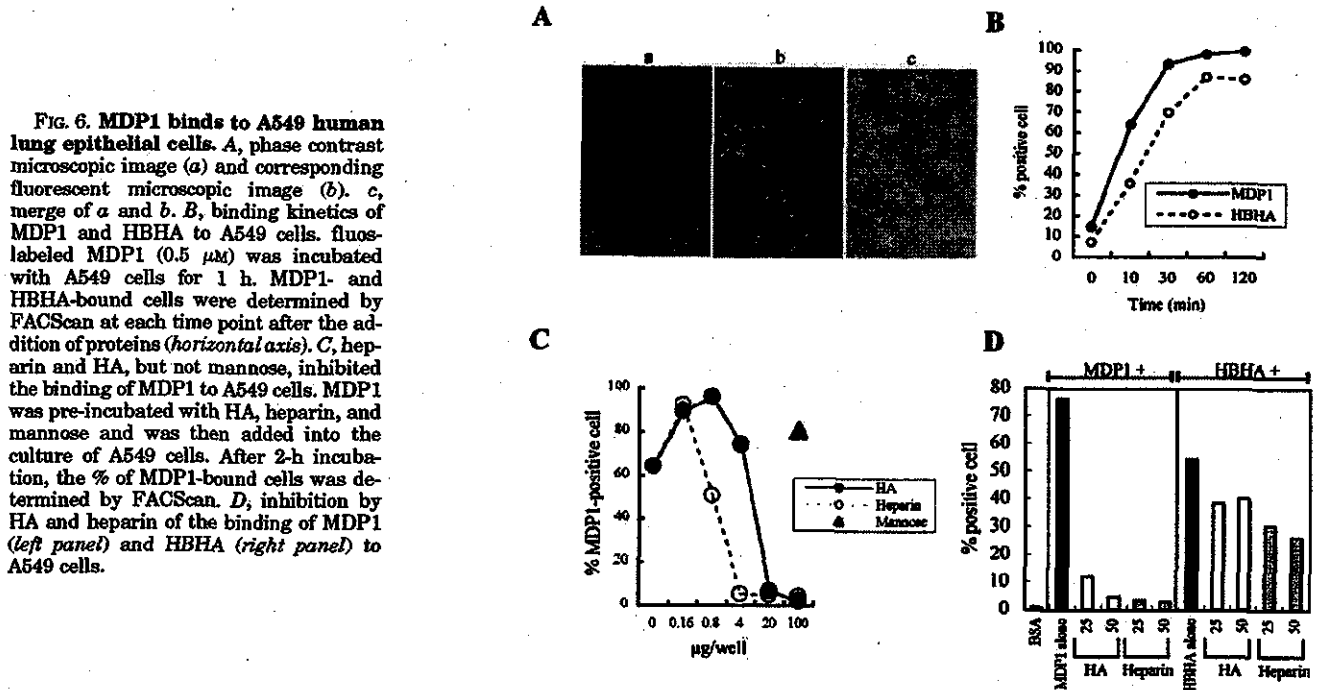 FIG. 6. MDP1 binds to A549 human
lung epithelial cells. A, phase contrast
microscopic image (a) and corresponding
fluorescent microscopic image (b). c,
merge of a and b. B, binding kinetics of
MDP1 and HBHA to A549 cells. fluos-
labeled MDP1 (0.5 μM) was incubated
with A549 cells for 1 h. MDP1- and
HBHA-bound cells were determined by
FACScan at each time point after the ad-
dition of proteins (horizontal axis). C, hep-
arin and HA, but not mannose, inhibited
the binding of MDP1 to A549 cells. MDP1
was pre-incubated with HA, heparin, and
mannose and was then added into the
culture of A549 cells. After 2-h incuba-
tion, the % of MDP1-bound cells was de-
termined by FACScan. D, inhibition by
HA and heparin of the binding of MDP1
(left panel) and HBHA (right panel) to
A549 cells.
A
a b c
B
% positive cell
100
90
80
70
60
50
40
30
20
10
0
MDP1
HBHA
0 10 30 60 120
Time (min)
C
% MDP1-positive cell
100
80
60
40
20
0
HA
Heparin
Mannose
0 0.16 0.8 4 20 100
μg/well
D
MDP1 + HBHA +
% positive cell
80
70
60
50
40
30
20
10
0
BSA MDP1 alone 25 50 25 50 HBHA alone 25 50 25 50
HA Heparin HA Heparin